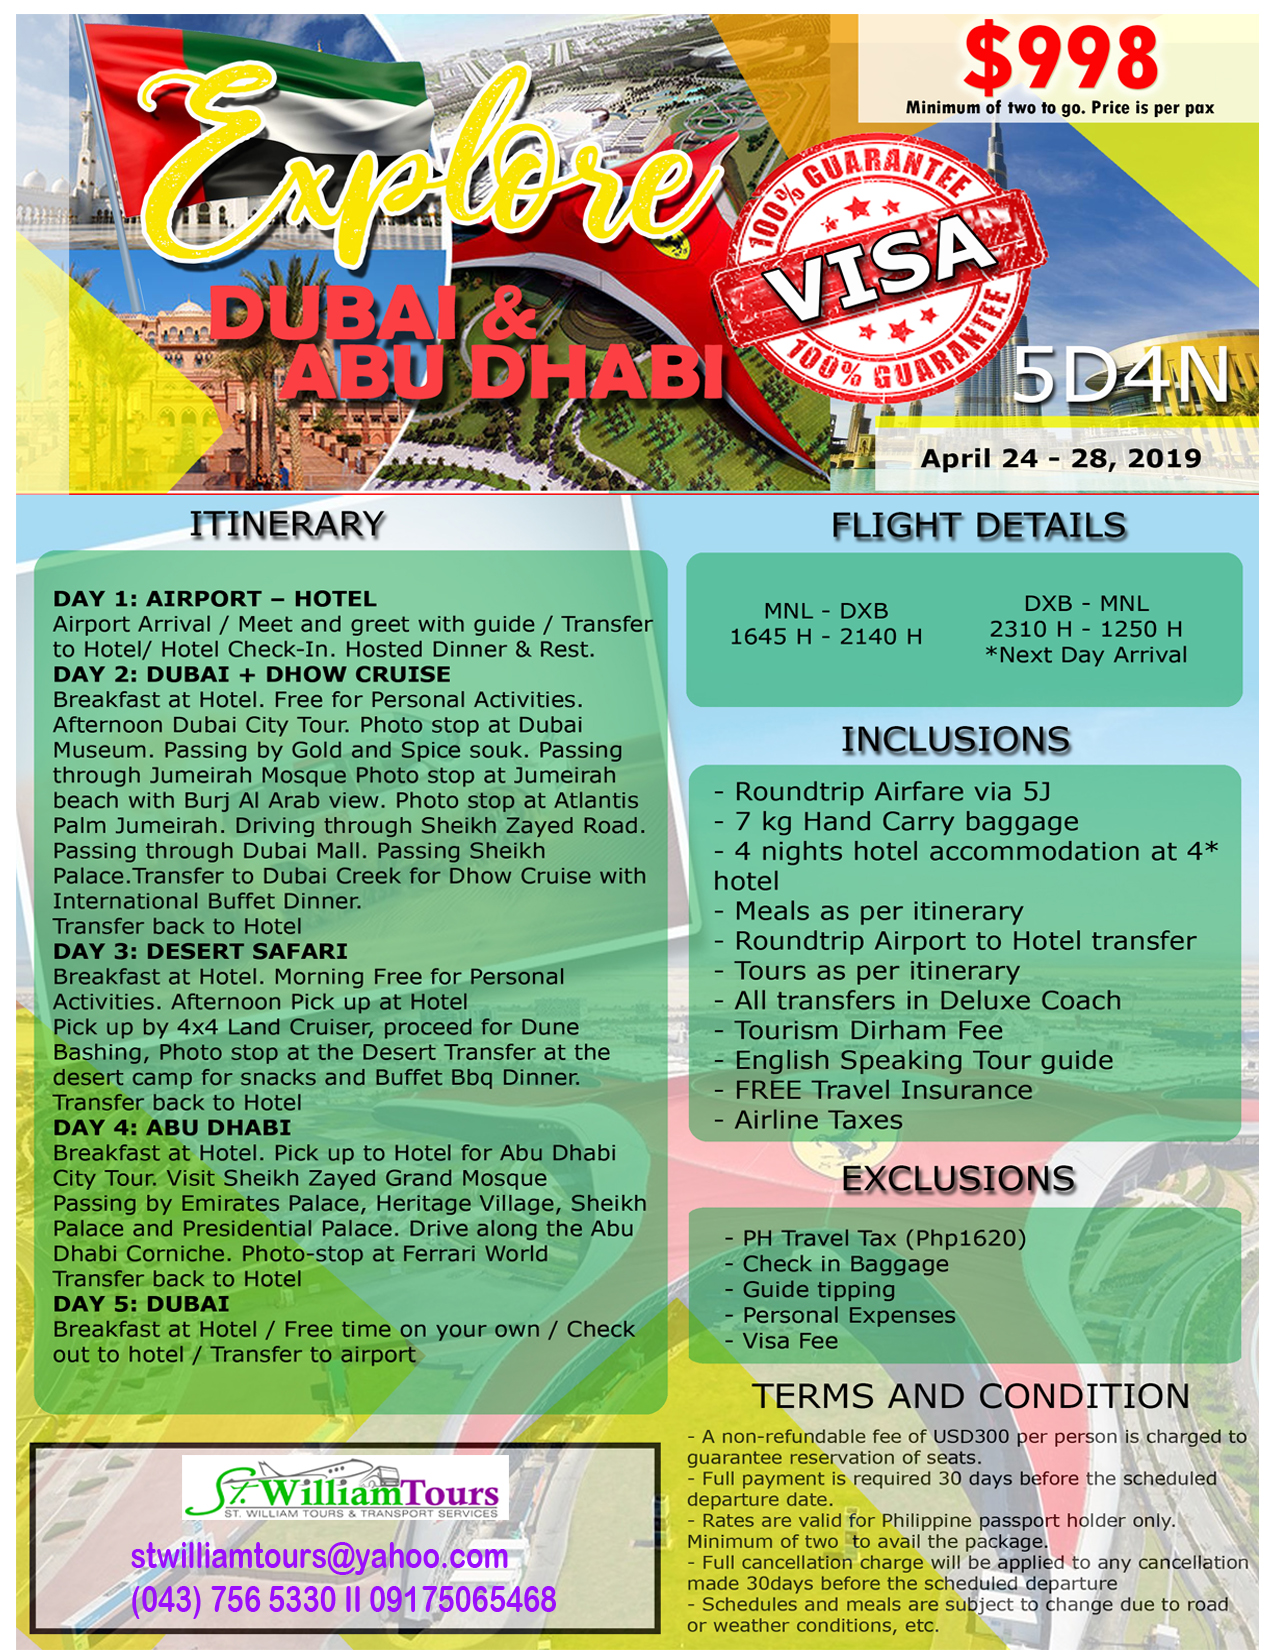 Explore
DUBAI &
ABU DHABI
$998
Minimum of two to go. Price is per pax
100% GUARANTEE
VISA
100% GUARANTEE
5D4N
April 24 - 28, 2019
ITINERARY
DAY 1: AIRPORT – HOTEL
Airport Arrival / Meet and greet with guide / Transfer
to Hotel/ Hotel Check-In. Hosted Dinner & Rest.
DAY 2: DUBAI + DHOW CRUISE
Breakfast at Hotel. Free for Personal Activities.
Afternoon Dubai City Tour. Photo stop at Dubai
Museum. Passing by Gold and Spice souk. Passing
through Jumeirah Mosque Photo stop at Jumeirah
beach with Burj Al Arab view. Photo stop at Atlantis
Palm Jumeirah. Driving through Sheikh Zayed Road.
Passing through Dubai Mall. Passing Sheikh
Palace.Transfer to Dubai Creek for Dhow Cruise with
International Buffet Dinner.
Transfer back to Hotel
DAY 3: DESERT SAFARI
Breakfast at Hotel. Morning Free for Personal
Activities. Afternoon Pick up at Hotel
Pick up by 4x4 Land Cruiser, proceed for Dune
Bashing, Photo stop at the Desert Transfer at the
desert camp for snacks and Buffet Bbq Dinner.
Transfer back to Hotel
DAY 4: ABU DHABI
Breakfast at Hotel. Pick up to Hotel for Abu Dhabi
City Tour. Visit Sheikh Zayed Grand Mosque
Passing by Emirates Palace, Heritage Village, Sheikh
Palace and Presidential Palace. Drive along the Abu
Dhabi Corniche. Photo-stop at Ferrari World
Transfer back to Hotel
DAY 5: DUBAI
Breakfast at Hotel / Free time on your own / Check
out to hotel / Transfer to airport
FLIGHT DETAILS
MNL - DXB
1645 H - 2140 H
DXB - MNL
2310 H - 1250 H
*Next Day Arrival
INCLUSIONS
- Roundtrip Airfare via 5J
- 7 kg Hand Carry baggage
- 4 nights hotel accommodation at 4*
hotel
- Meals as per itinerary
- Roundtrip Airport to Hotel transfer
- Tours as per itinerary
- All transfers in Deluxe Coach
- Tourism Dirham Fee
- English Speaking Tour guide
- FREE Travel Insurance
- Airline Taxes
EXCLUSIONS
- PH Travel Tax (Php1620)
- Check in Baggage
- Guide tipping
- Personal Expenses
- Visa Fee
TERMS AND CONDITION
- A non-refundable fee of USD300 per person is charged to
guarantee reservation of seats.
- Full payment is required 30 days before the scheduled
departure date.
- Rates are valid for Philippine passport holder only.
Minimum of two to avail the package.
- Full cancellation charge will be applied to any cancellation
made 30days before the scheduled departure
- Schedules and meals are subject to change due to road
or weather conditions, etc.
ST. William Tours
ST. WILLIAM TOURS & TRANSPORT SERVICES
stwilliamtours@yahoo.com
(043) 756 5330 II 09175065468